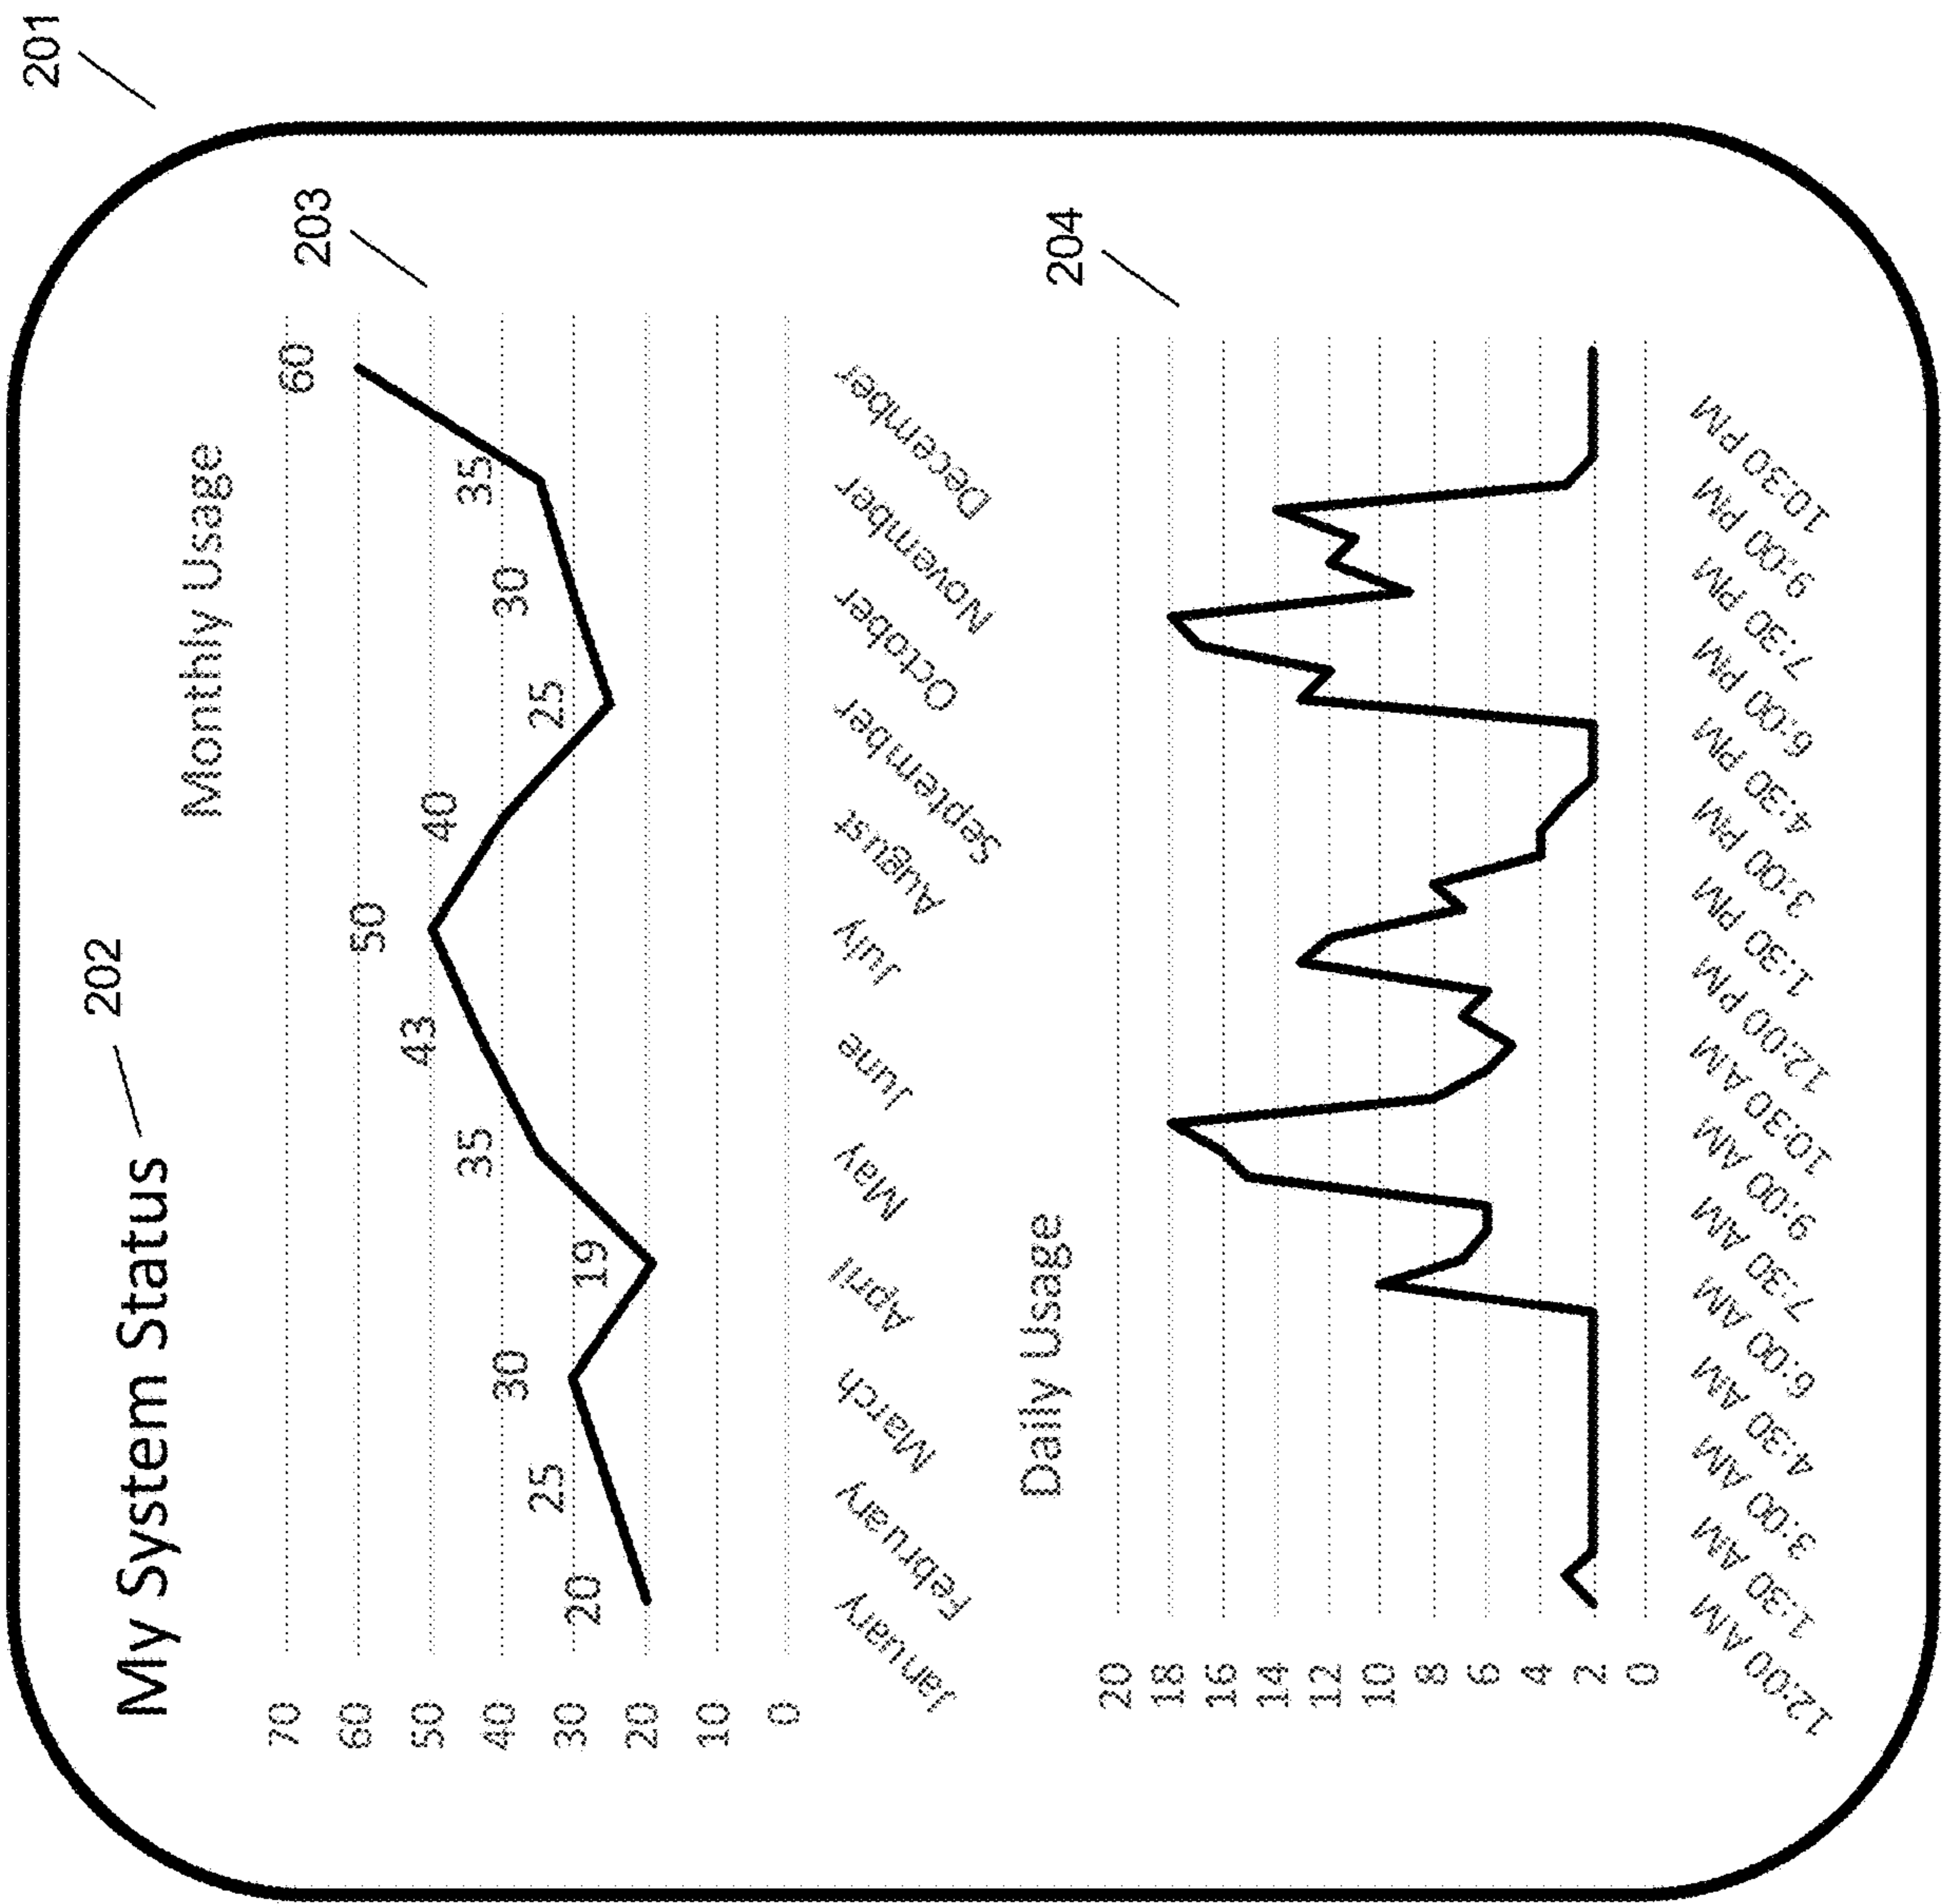 201
My System Status
202
Monthly Usage
203
70
60
50
40
30
20
10
0
20
25
30
19
35
43
50
40
25
30
35
60
January
February
March
April
May
June
July
August
September
October
November
December
Daily Usage
204
20
18
16
14
12
10
8
6
4
2
0
12:00 AM
1:30 AM
3:00 AM
4:30 AM
6:00 AM
7:30 AM
9:00 AM
10:30 AM
12:00 PM
1:30 PM
3:00 PM
4:30 PM
6:00 PM
7:30 PM
9:00 PM
10:30 PM